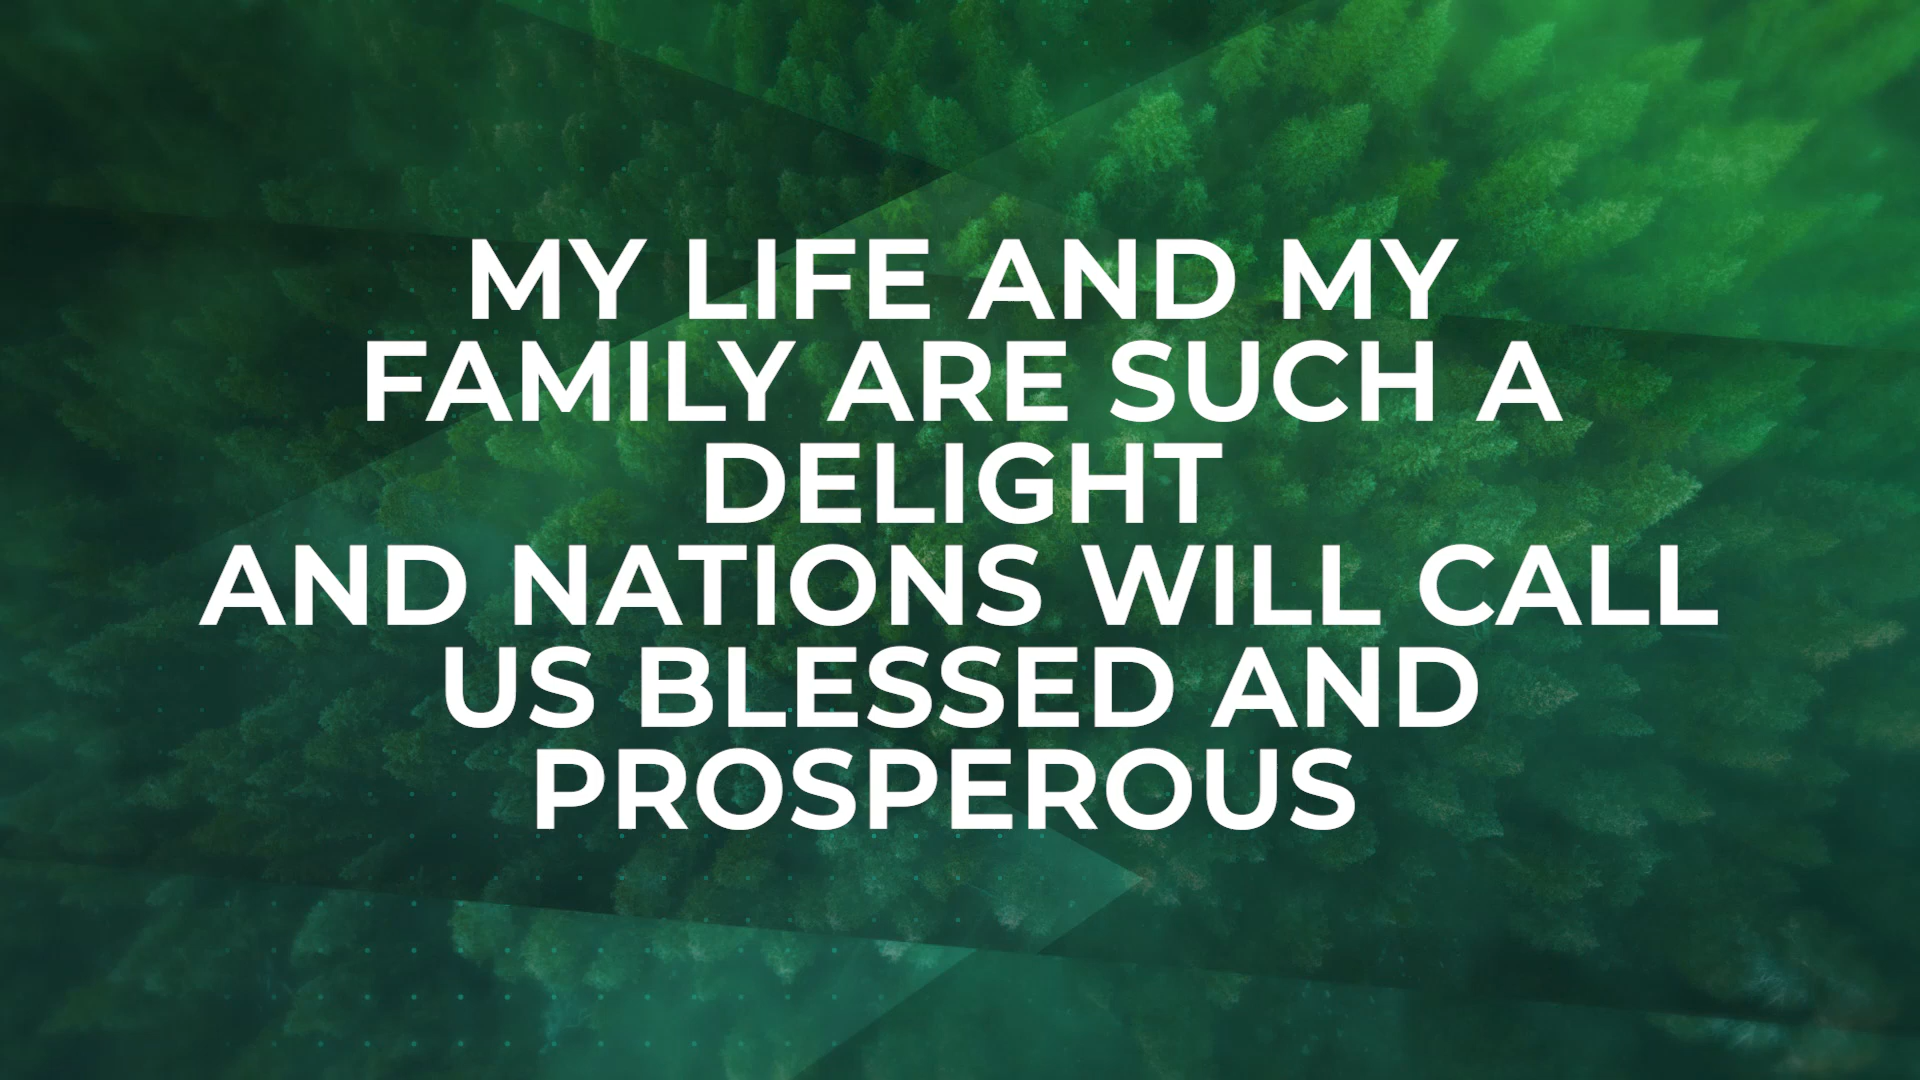 MY LIFE AND MY
FAMILY ARE SUCH A
DELIGHT
AND NATIONS WILL CALL
US BLESSED AND
PROSPEROUS